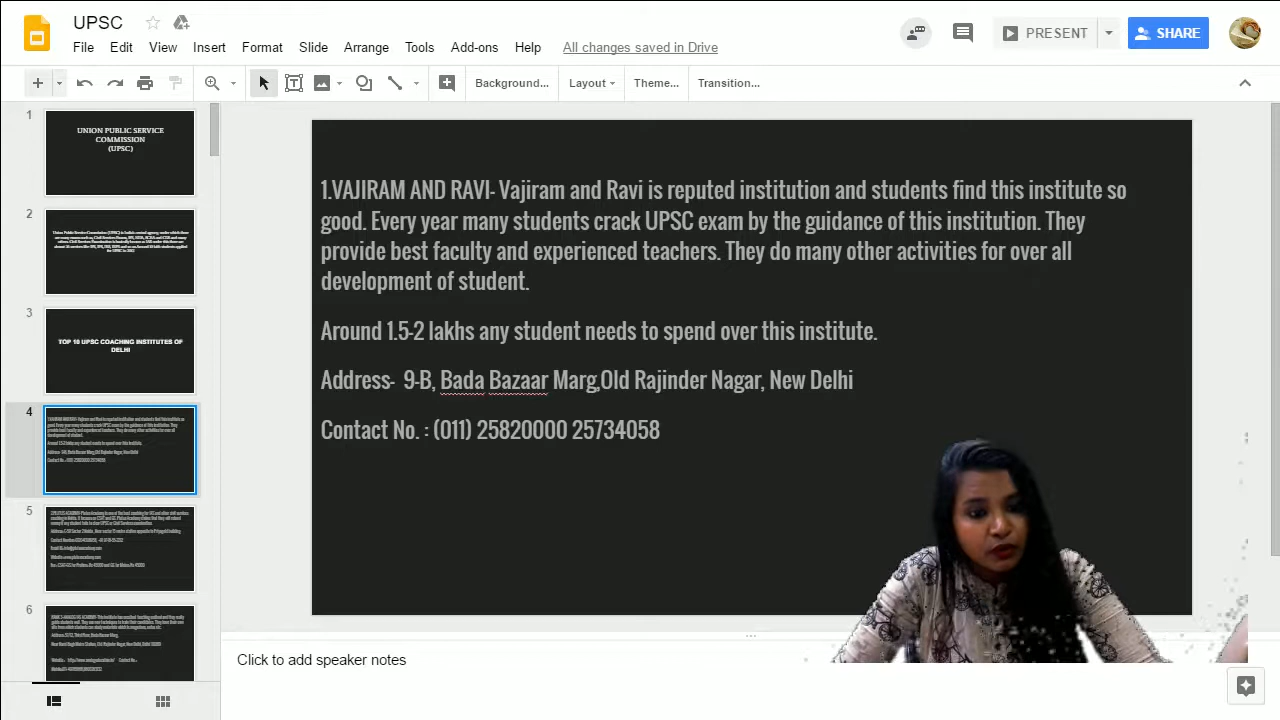 UPSC
File Edit View Insert Format Slide Arrange Tools Add-ons Help All changes saved in Drive
PRESENT
SHARE
Background... Layout Theme... Transition...
1
UNION PUBLIC SERVICE
COMMISSION
(UPSC)
2
3
TOP 10 UPSC COACHING INSTITUTES OF
DELHI
4
5
6
1.VAJIRAM AND RAVI- Vajiram and Ravi is reputed institution and students find this institute so
good. Every year many students crack UPSC exam by the guidance of this institution. They
provide best faculty and experienced teachers. They do many other activities for over all
development of student.
Around 1.5-2 lakhs any student needs to spend over this institute.
Address- 9-B, Bada Bazaar Marg,Old Rajinder Nagar, New Delhi
Contact No. : (011) 25820000 25734058
Click to add speaker notes